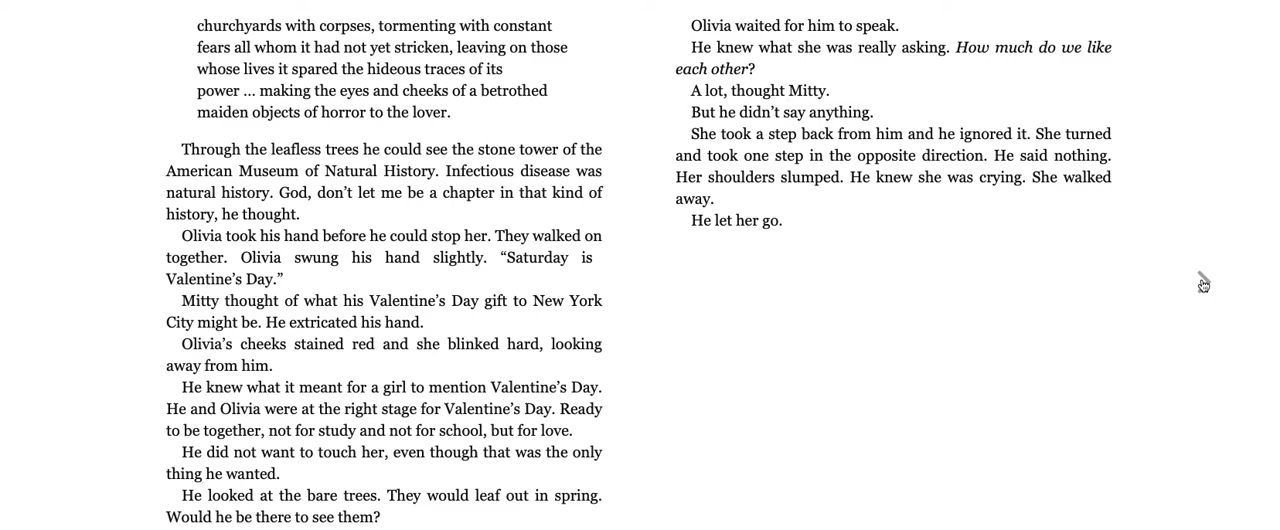 churchyards with corpses, tormenting with constant
fears all whom it had not yet stricken, leaving on those
whose lives it spared the hideous traces of its
power ... making the eyes and cheeks of a betrothed
maiden objects of horror to the lover.
Through the leafless trees he could see the stone tower of the
American Museum of Natural History. Infectious disease was
natural history. God, don’t let me be a chapter in that kind of
history, he thought.
Olivia took his hand before he could stop her. They walked on
together. Olivia swung his hand slightly. “Saturday is
Valentine’s Day.”
Mitty thought of what his Valentine’s Day gift to New York
City might be. He extricated his hand.
Olivia’s cheeks stained red and she blinked hard, looking
away from him.
He knew what it meant for a girl to mention Valentine’s Day.
He and Olivia were at the right stage for Valentine’s Day. Ready
to be together, not for study and not for school, but for love.
He did not want to touch her, even though that was the only
thing he wanted.
He looked at the bare trees. They would leaf out in spring.
Would he be there to see them?
Olivia waited for him to speak.
He knew what she was really asking. How much do we like
each other?
A lot, thought Mitty.
But he didn’t say anything.
She took a step back from him and he ignored it. She turned
and took one step in the opposite direction. He said nothing.
Her shoulders slumped. He knew she was crying. She walked
away.
He let her go.